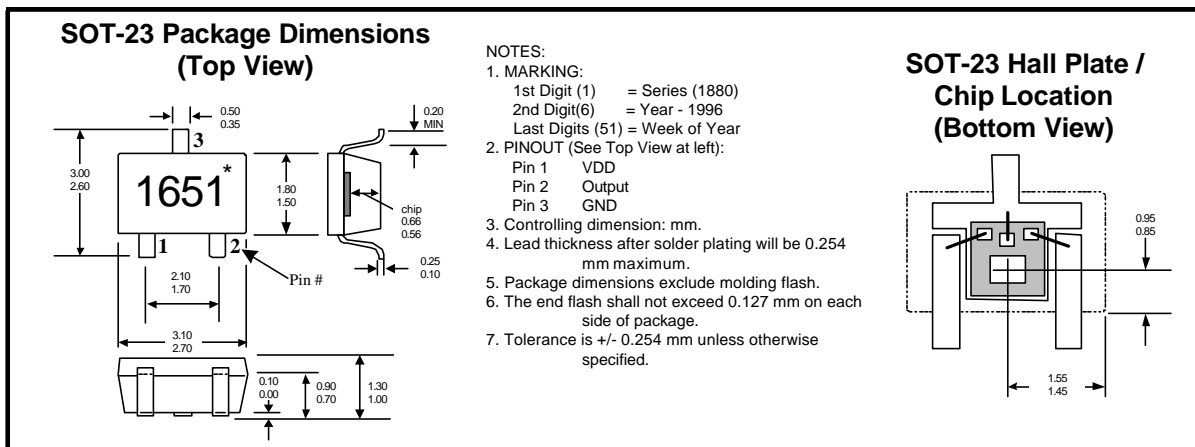 SOT-23 Package Dimensions
(Top View)
0.50
0.35
3
0.20
MIN
3.00
2.60
1651*
1.80
1.50
chip
0.66
0.56
1
2
Pin #
0.25
0.10
2.10
1.70
3.10
2.70
0.10
0.00
0.90
0.70
1.30
1.00
NOTES:
1. MARKING:
1st Digit (1) = Series (1880)
2nd Digit(6) = Year - 1996
Last Digits (51) = Week of Year
2. PINOUT (See Top View at left):
Pin 1 VDD
Pin 2 Output
Pin 3 GND
3. Controlling dimension: mm.
4. Lead thickness after solder plating will be 0.254
mm maximum.
5. Package dimensions exclude molding flash.
6. The end flash shall not exceed 0.127 mm on each
side of package.
7. Tolerance is +/- 0.254 mm unless otherwise
specified.
SOT-23 Hall Plate /
Chip Location
(Bottom View)
0.95
0.85
1.55
1.45